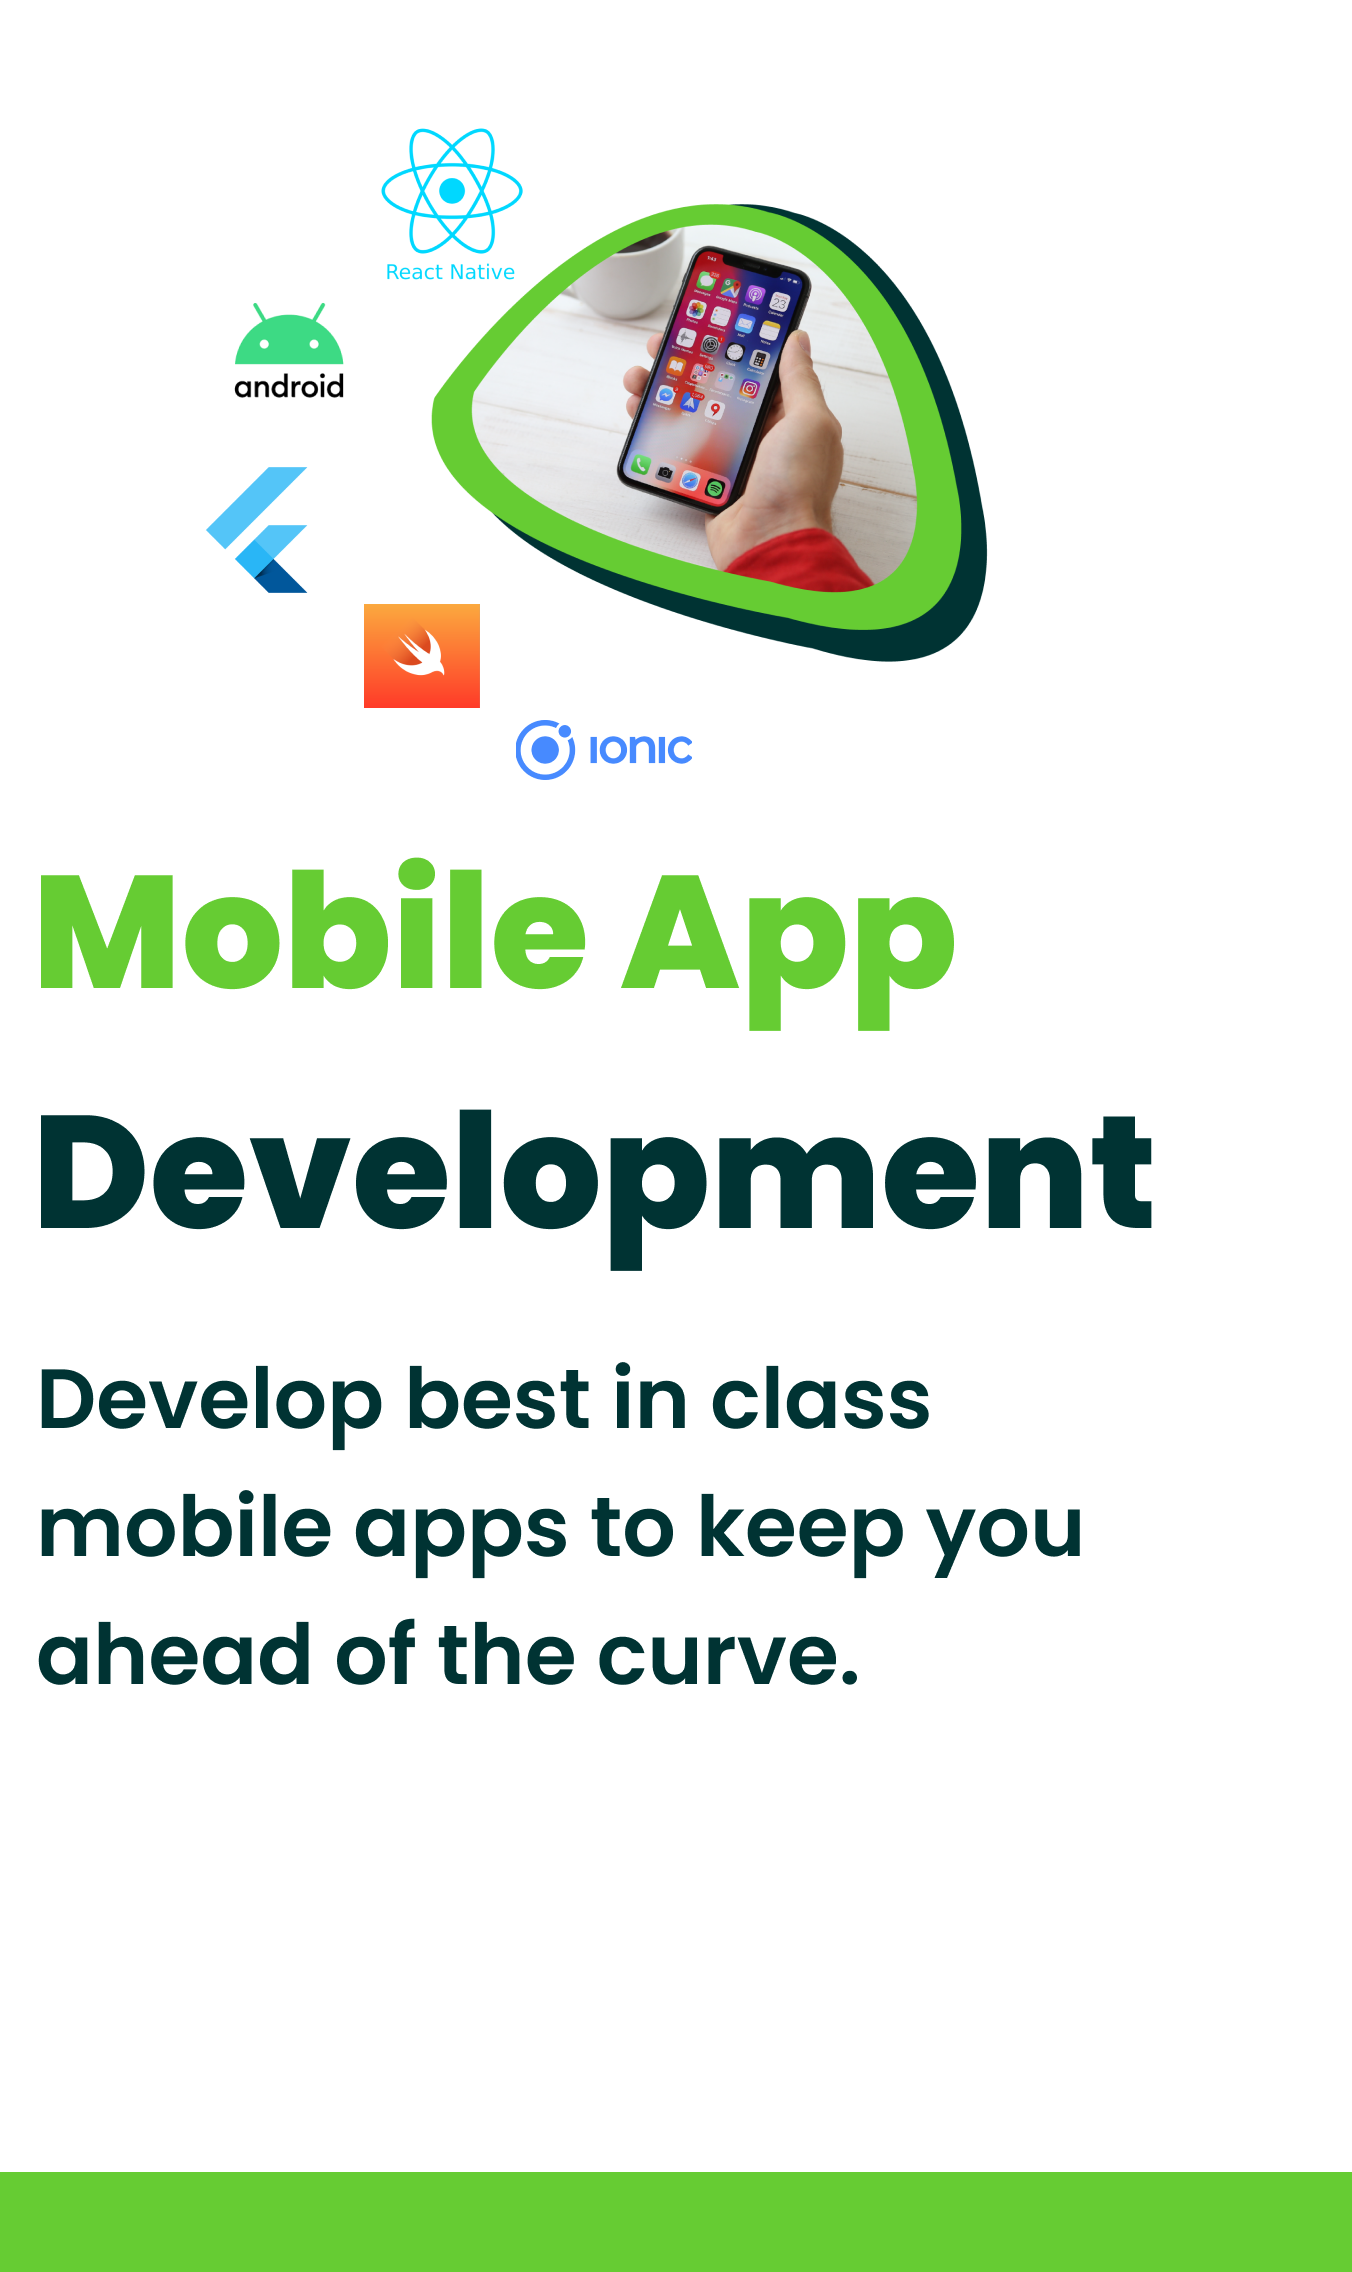 React Native
android
ionic
Mobile App
Development
Develop best in class
mobile apps to keep you
ahead of the curve.